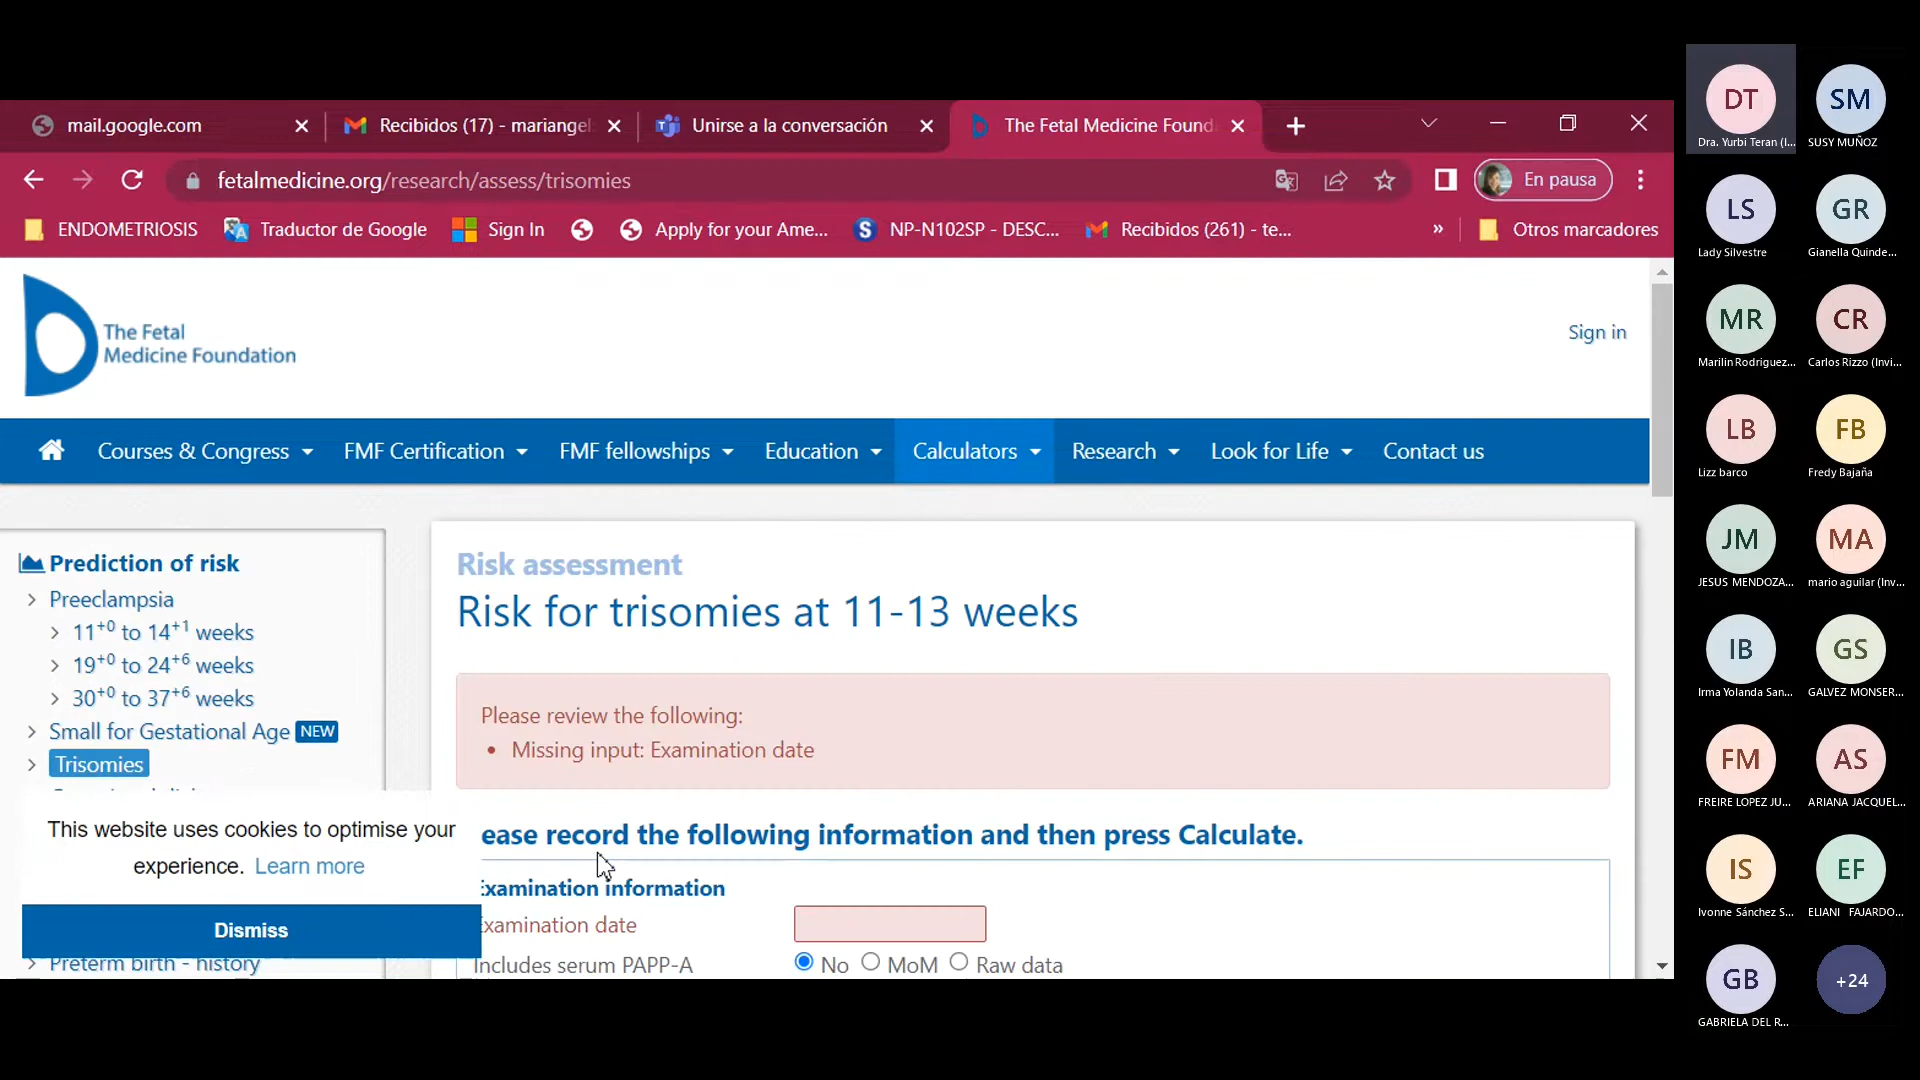 mail.google.com
Recibidos (17) - mariangel
Unirse a la conversación
The Fetal Medicine Found
fetalmedicine.org/research/assess/trisomies
En pausa
ENDOMETRIOSIS
Traductor de Google
Sign In
Apply for your Ame...
NP-N102SP - DESC...
Recibidos (261) - te...
»
Otros marcadores
The Fetal
Medicine Foundation
Sign in
Courses & Congress
FMF Certification
FMF fellowships
Education
Calculators
Research
Look for Life
Contact us
Prediction of risk
Preeclampsia
11+0 to 14+1 weeks
19+0 to 24+6 weeks
30+0 to 37+6 weeks
Small for Gestational Age NEW
Trisomies
This website uses cookies to optimise your
experience. Learn more
Dismiss
Preterm birth - history
Risk assessment
Risk for trisomies at 11-13 weeks
Please review the following:
• Missing input: Examination date
ease record the following information and then press Calculate.
Examination information
Examination date
Includes serum PAPP-A
No MoM Raw data
DT
Dra. Yurbi Teran (I...
SM
SUSY MUÑOZ
LS
Lady Silvestre
GR
Gianella Quinde...
MR
Marilin Rodriguez...
CR
Carlos Rizzo (Invi...
LB
Lizz barco
FB
Fredy Bajaña
JM
JESUS MENDOZA...
MA
mario aguilar (Inv...
IB
Irma Yolanda San...
GS
GALVEZ MONSER...
FM
FREIRE LOPEZ JU...
AS
ARIANA JACQUEL...
IS
Ivonne Sánchez S...
EF
ELIANI FAJARDO...
GB
GABRIELA DEL R...
+24